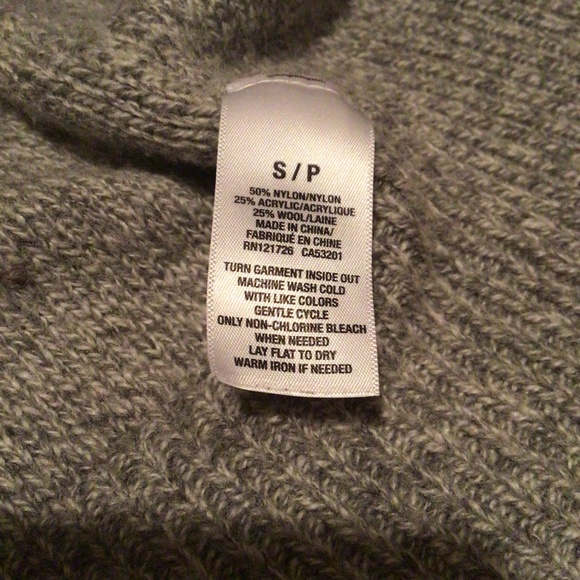 S / P
50% NYLON/NYLON
25% ACRYLIC/ACRYLIQUE
25% WOOL/LAINE
MADE IN CHINA/
FABRIQUÉ EN CHINE
RN121726 CA53201
TURN GARMENT INSIDE OUT
MACHINE WASH COLD
WITH LIKE COLORS
GENTLE CYCLE
ONLY NON-CHLORINE BLEACH
WHEN NEEDED
LAY FLAT TO DRY
WARM IRON IF NEEDED